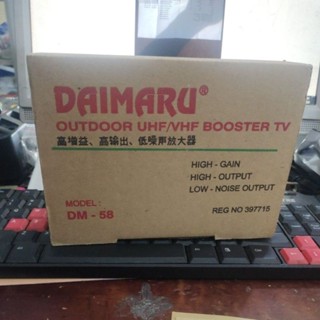 DAIMARU®
OUTDOOR UHF/VHF BOOSTER TV
高增益、高输出、低噪声放大器
HIGH - GAIN
HIGH - OUTPUT
LOW - NOISE OUTPUT
MODEL :
DM - 58
REG NO 397715